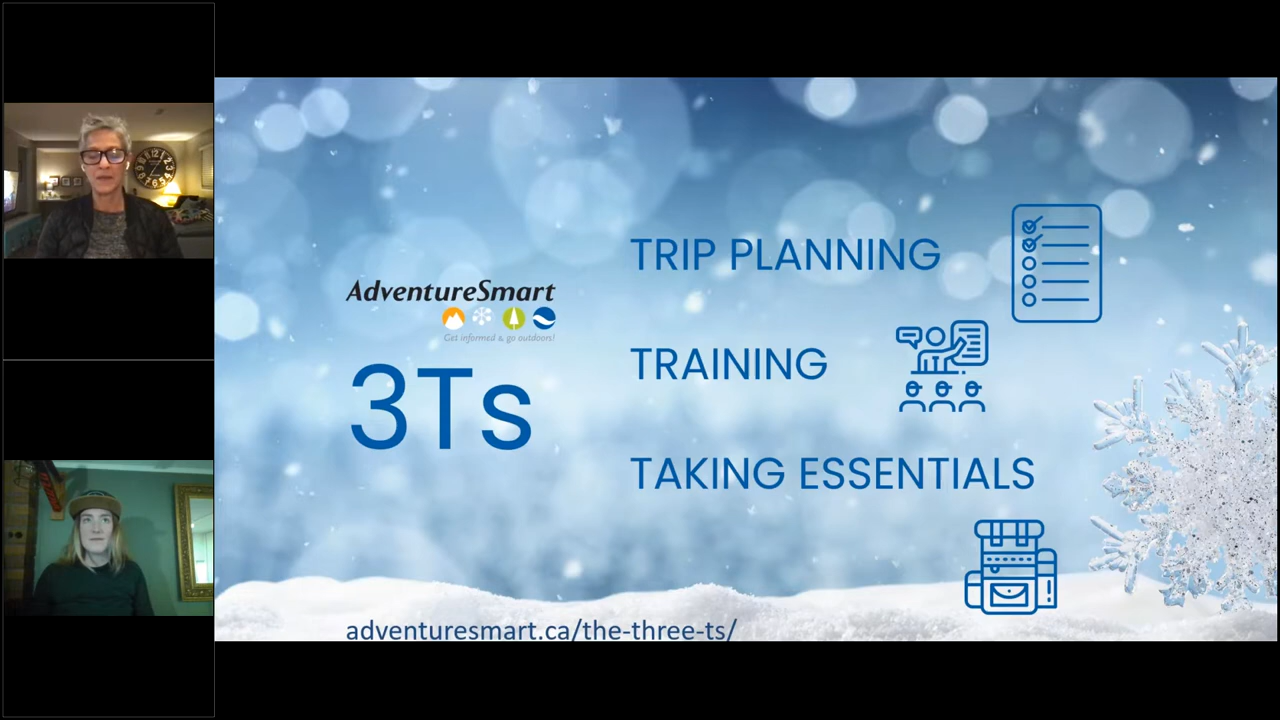 AdventureSmart
Get informed & go outdoors!
3Ts
TRIP PLANNING
TRAINING
TAKING ESSENTIALS
adventuresmart.ca/the-three-ts/